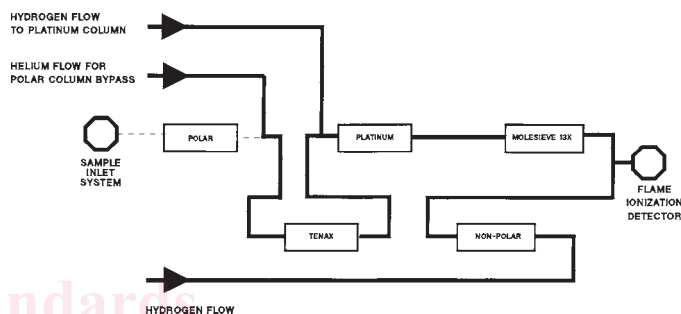 HYDROGEN FLOW
TO PLATINUM COLUMN
HELIUM FLOW FOR
POLAR COLUMN BYPASS
POLAR
PLATINUM
MOLESIEVE 13X
SAMPLE
INLET
SYSTEM
FLAME
IONIZATION
DETECTOR
TENAX
NON-POLAR
ndards
HYDROGEN FLOW